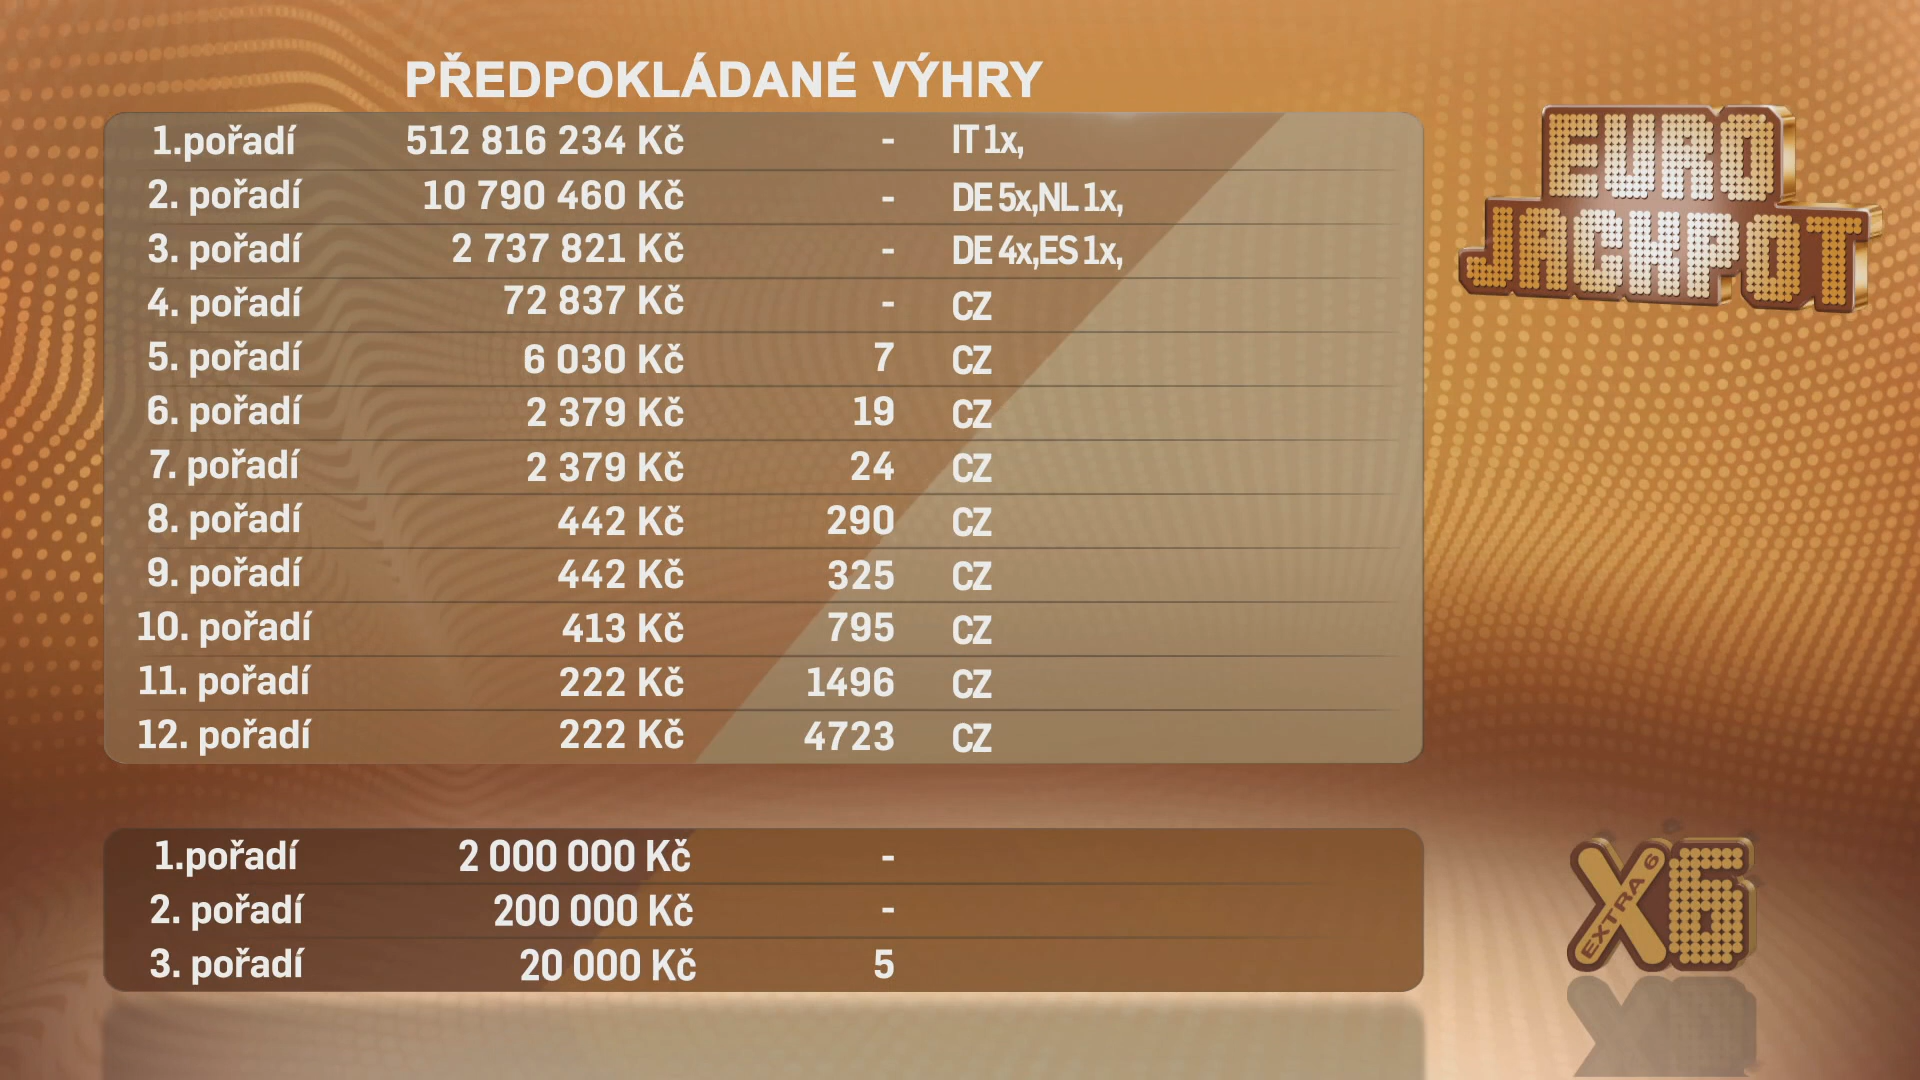 PŘEDPOKLÁDANÉ VÝHRY
1.pořadí 512 816 234 Kč - IT 1x,
2. pořadí 10 790 460 Kč - DE 5x,NL 1x,
3. pořadí 2 737 821 Kč - DE 4x,ES 1x,
4. pořadí 72 837 Kč - CZ
5. pořadí 6 030 Kč 7 CZ
6. pořadí 2 379 Kč 19 CZ
7. pořadí 2 379 Kč 24 CZ
8. pořadí 442 Kč 290 CZ
9. pořadí 442 Kč 325 CZ
10. pořadí 413 Kč 795 CZ
11. pořadí 222 Kč 1496 CZ
12. pořadí 222 Kč 4723 CZ
EURO
JACKPOT
1.pořadí 2 000 000 Kč -
2. pořadí 200 000 Kč -
3. pořadí 20 000 Kč 5
X6
EXTRA 6